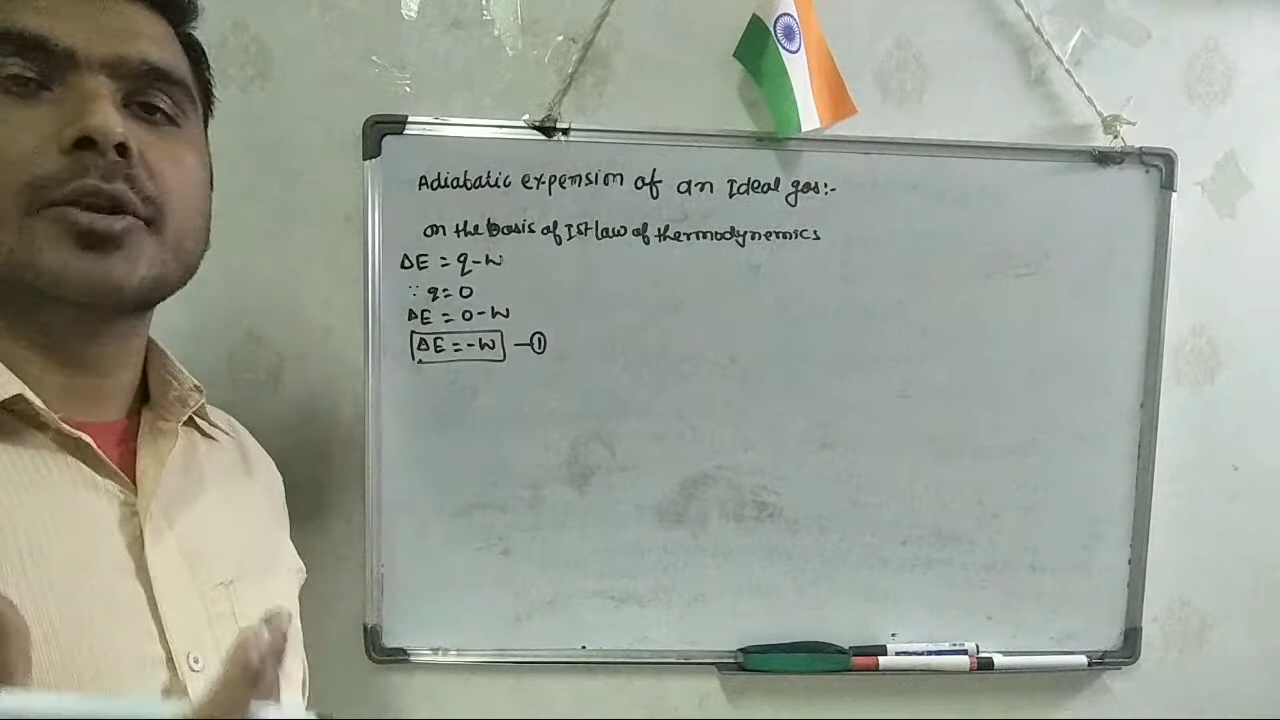 Adiabatic expension of an Ideal gas:-
on the basis of Ist law of thermodynemics
ΔE = q-w
∵ q=0
ΔE = 0-w
ΔE=-w —①